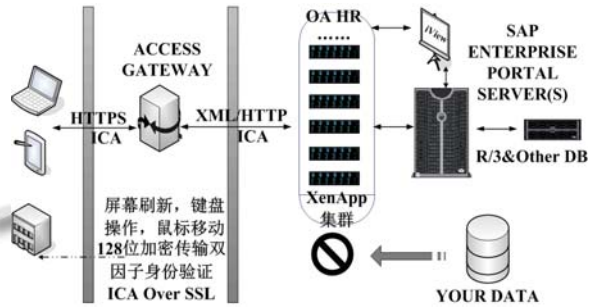 OA HR
......
iView
SAP
ENTERPRISE
PORTAL
SERVER(S)
ACCESS
GATEWAY
HTTPS
ICA
XML/HTTP
ICA
R/3&Other DB
XenApp
集群
屏幕刷新，键盘
操作，鼠标移动
128位加密传输双
因子身份验证
ICA Over SSL
YOUR DATA